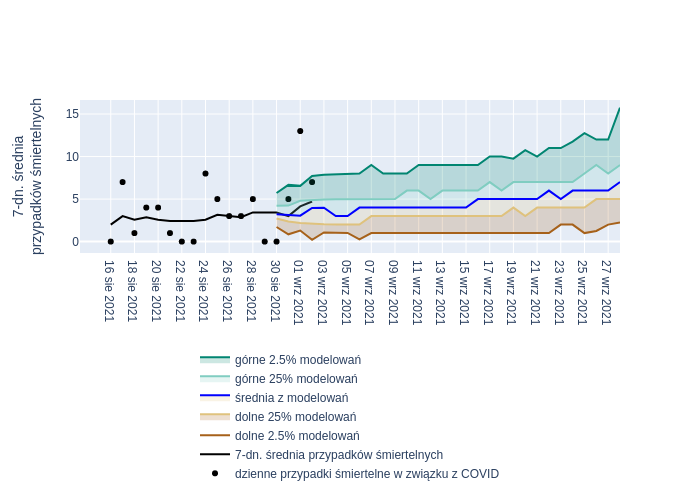 7-dn. średnia
przypadków śmiertelnych
15
10
5
0
16 sie 2021
18 sie 2021
20 sie 2021
22 sie 2021
24 sie 2021
26 sie 2021
28 sie 2021
30 sie 2021
01 wrz 2021
03 wrz 2021
05 wrz 2021
07 wrz 2021
09 wrz 2021
11 wrz 2021
13 wrz 2021
15 wrz 2021
17 wrz 2021
19 wrz 2021
21 wrz 2021
23 wrz 2021
25 wrz 2021
27 wrz 2021
górne 2.5% modelowań
górne 25% modelowań
średnia z modelowań
dolne 25% modelowań
dolne 2.5% modelowań
7-dn. średnia przypadków śmiertelnych
dzienne przypadki śmiertelne w związku z COVID